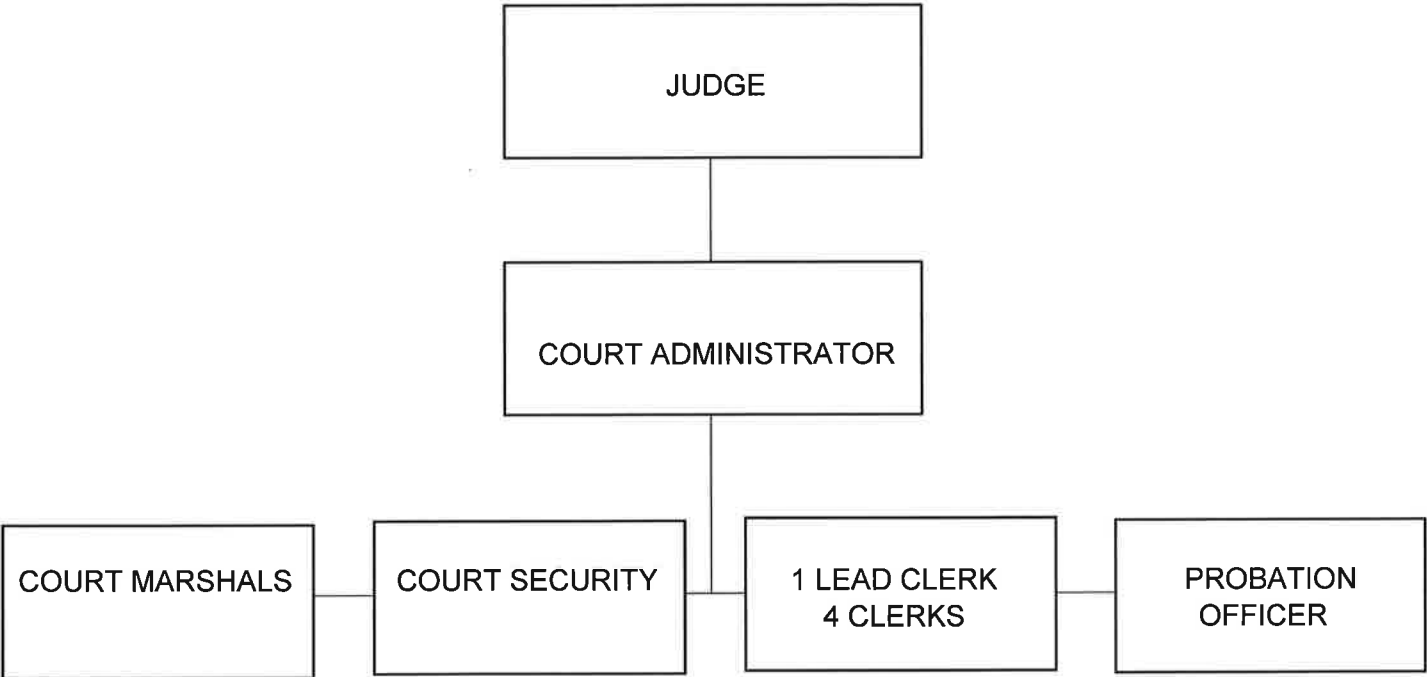 JUDGE
COURT ADMINISTRATOR
COURT MARSHALS
COURT SECURITY
1 LEAD CLERK
4 CLERKS
PROBATION
OFFICER